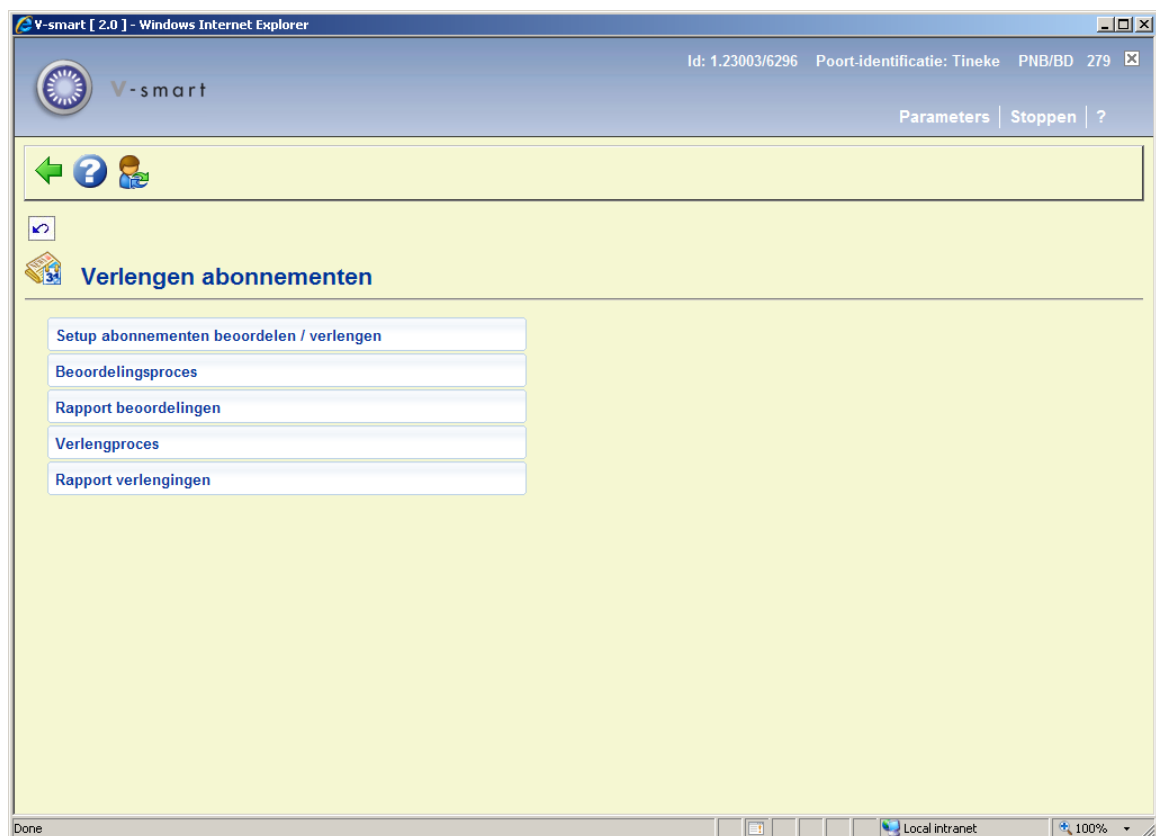 V-smart [ 2.0 ] - Windows Internet Explorer
Id: 1.23003/6296 Poort-identificatie: Tineke PNB/BD 279
V-smart
Parameters Stoppen ?
Verlengen abonnementen
Setup abonnementen beoordelen / verlengen
Beoordelingsproces
Rapport beoordelingen
Verlengproces
Rapport verlengingen
Done Local intranet 100%